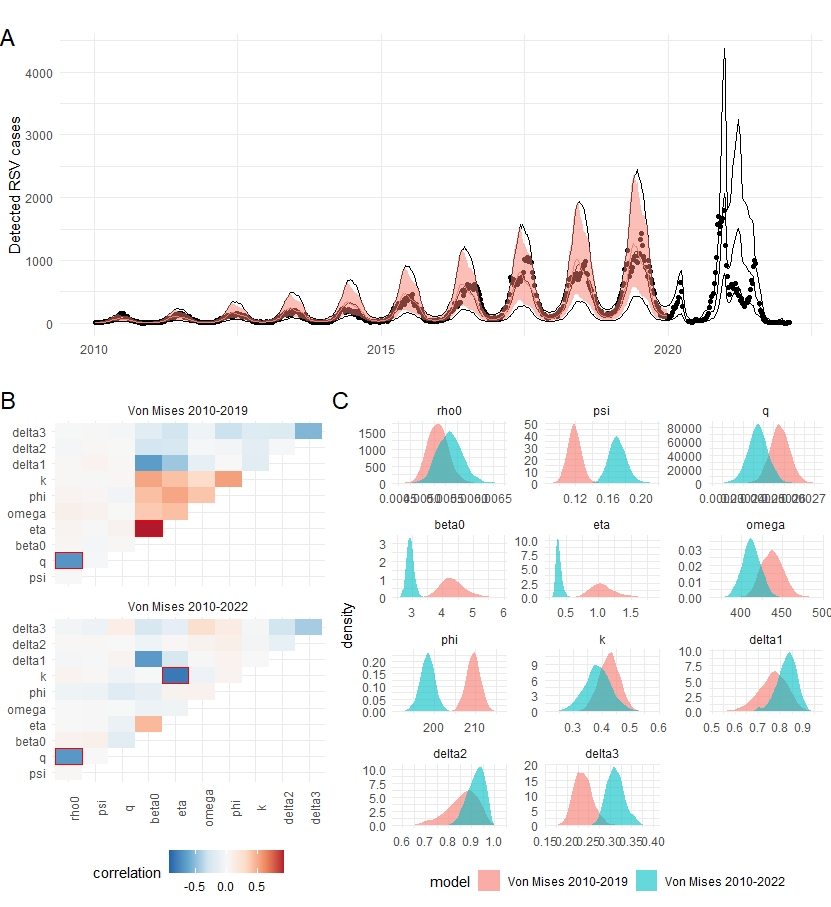 A
Detected RSV cases
4000
3000
2000
1000
0
2010
2015
2020
B
Von Mises 2010-2019
delta3
delta2
delta1
k
phi
omega
eta
beta0
q
psi
Von Mises 2010-2022
delta3
delta2
delta1
k
phi
omega
eta
beta0
q
psi
rho0
psi
q
beta0
eta
omega
phi
k
delta2
delta3
correlation
-0.5 0.0 0.5
C
density
rho0
1500
1000
500
0
psi
50
40
30
20
10
0
0.12 0.16 0.20
q
80000
60000
40000
20000
0
beta0
3
2
1
0
3 4 5 6
eta
10.0
7.5
5.0
2.5
0.0
0.5 1.0 1.5
omega
0.03
0.02
0.01
0.00
400 450 500
phi
0.20
0.15
0.10
0.05
0.00
200 210
k
9
6
3
0
0.3 0.4 0.5 0.6
delta1
10.0
7.5
5.0
2.5
0.0
0.5 0.6 0.7 0.8 0.9
delta2
10.0
7.5
5.0
2.5
0.0
0.6 0.7 0.8 0.9 1.0
delta3
20
15
10
5
0
0.15 0.20 0.25 0.30 0.35 0.40
model Von Mises 2010-2019 Von Mises 2010-2022